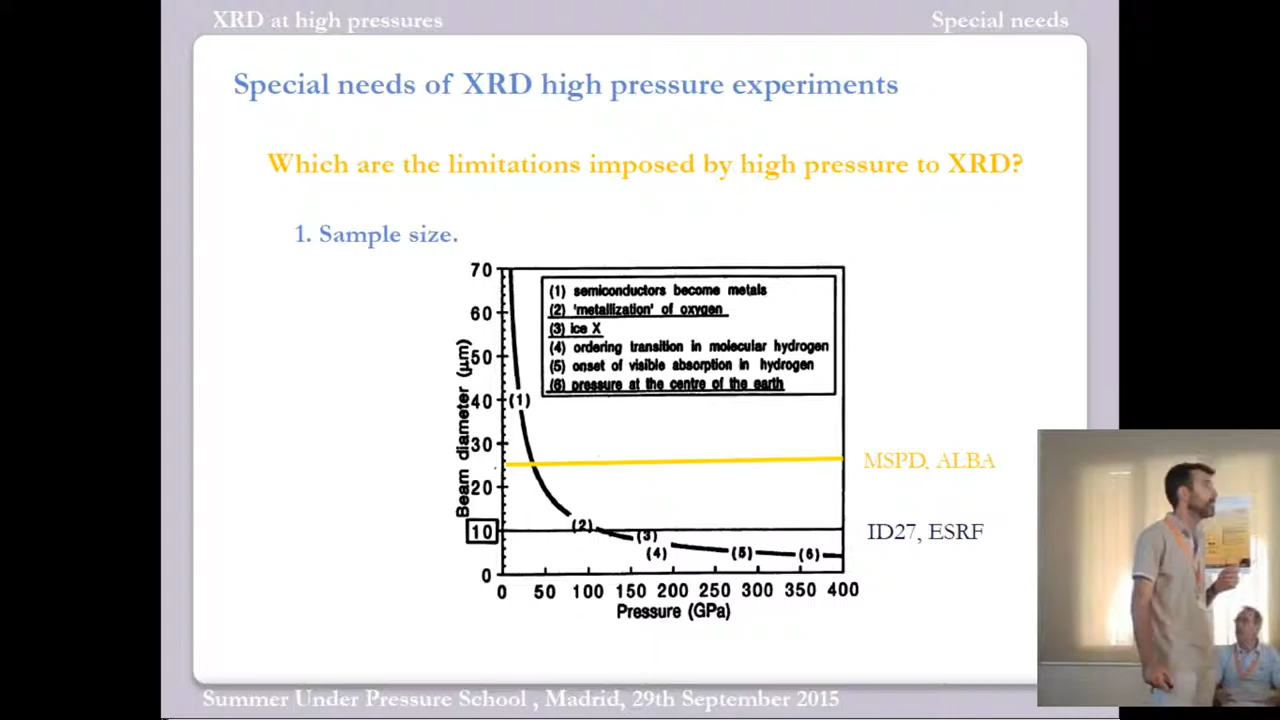 XRD at high pressures
Special needs
Special needs of XRD high pressure experiments
Which are the limitations imposed by high pressure to XRD?
1. Sample size.
70
60
50
40
30
20
10
0
Beam diameter (µm)
(1) semiconductors become metals
(2) 'metallization' of oxygen
(3) ice X
(4) ordering transition in molecular hydrogen
(5) onset of visible absorption in hydrogen
(6) pressure at the centre of the earth
(1)
(2)
(3)
(4)
(5)
(6)
MSPD, ALBA
ID27, ESRF
0 50 100 150 200 250 300 350 400
Pressure (GPa)
Summer Under Pressure School , Madrid, 29th September 2015